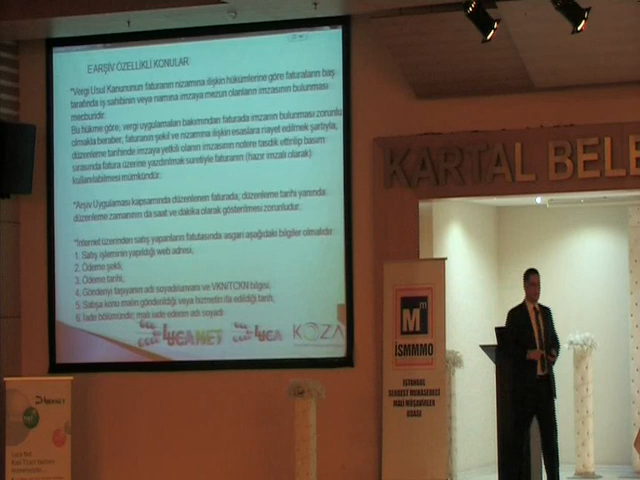 E ARŞİV ÖZELLİKLİ KONULAR
"Vergi Usul Kanununun faturanın nizamına ilişkin hükümlerine göre faturaların baş
tarafında iş sahibinin veya namına imzaya mezun olanların imzasının bulunması
mecburidir.
Bu hükme göre; vergi uygulamaları bakımından faturada imzanın bulunması zorunlu
olmakla beraber, faturanın şekil ve nizamına ilişkin esaslara riayet edilmek şartıyla,
düzenleme tarihinde imzaya yetkili olanın imzasının notere tasdik ettirilip basım
sırasında fatura üzerine yazdırılmak suretiyle faturanın (hazır imzalı olarak)
kullanılabilmesi mümkündür.
"Arşiv Uygulaması kapsamında düzenlenen faturada; düzenleme tarihi yanında
düzenleme zamanının da saat ve dakika olarak gösterilmesi zorunludur.
"İnternet üzerinden satış yapanların faturasında asgari aşağıdaki bilgiler olmalıdır
1. Satış işleminin yapıldığı web adresi,
2. Ödeme şekli,
3. Ödeme tarihi,
4. Gönderiyi taşıyanın adı soyadı/unvanı ve VKN/TCKN bilgisi,
5. Satışa konu malın gönderildiği veya hizmetin ifa edildiği tarih,
6. İade bölümünde; malı iade edenin adı soyadı
LUCANET
LUCA
KOZA
KARTAL BELE
M
İSMMMO
İSTANBUL
SERBEST MUHASEBECİ
MALİ MÜŞAVİRLER
ODASI
Luca Net